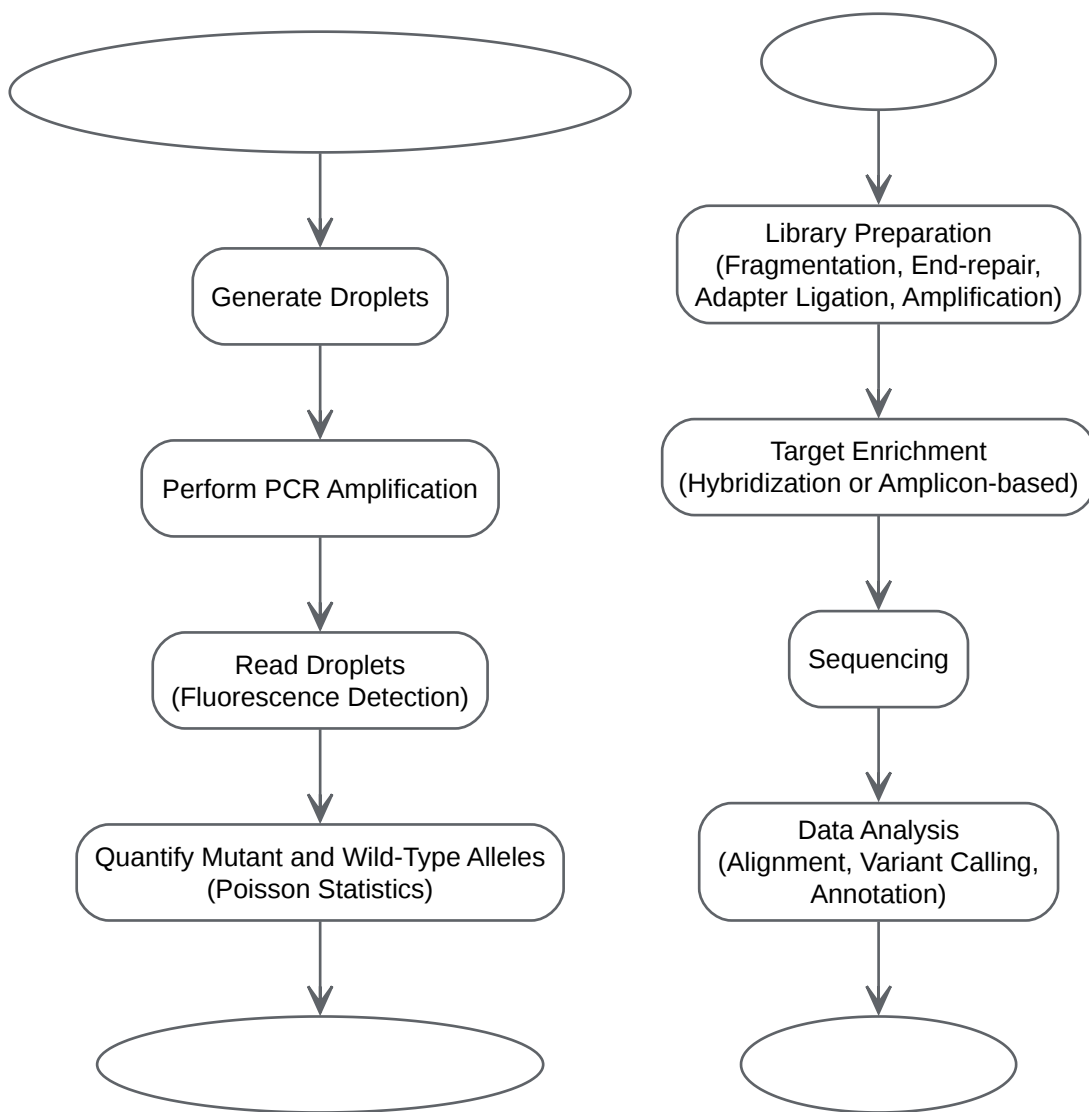 Generate Droplets
Perform PCR Amplification
Read Droplets
(Fluorescence Detection)
Quantify Mutant and Wild-Type Alleles
(Poisson Statistics)
Library Preparation
(Fragmentation, End-repair,
Adapter Ligation, Amplification)
Target Enrichment
(Hybridization or Amplicon-based)
Sequencing
Data Analysis
(Alignment, Variant Calling,
Annotation)